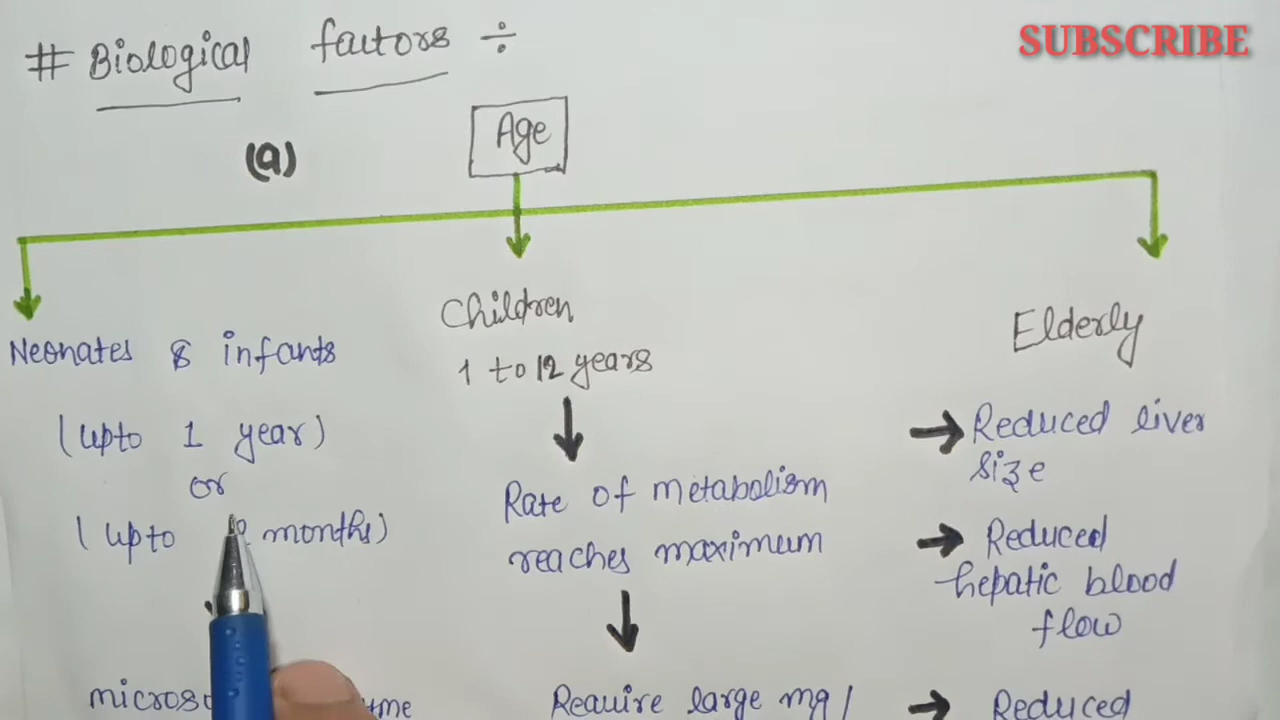 # Biological factors ÷
SUBSCRIBE
(a)
Age
Neonates & infants
(upto 1 year)
or
(upto months)
Children
1 to 12 years
Rate of metabolism
reaches maximum
Require large mg/
Elderly
→ Reduced liver
size
→ Reduced
hepatic blood
flow
→ Reduced